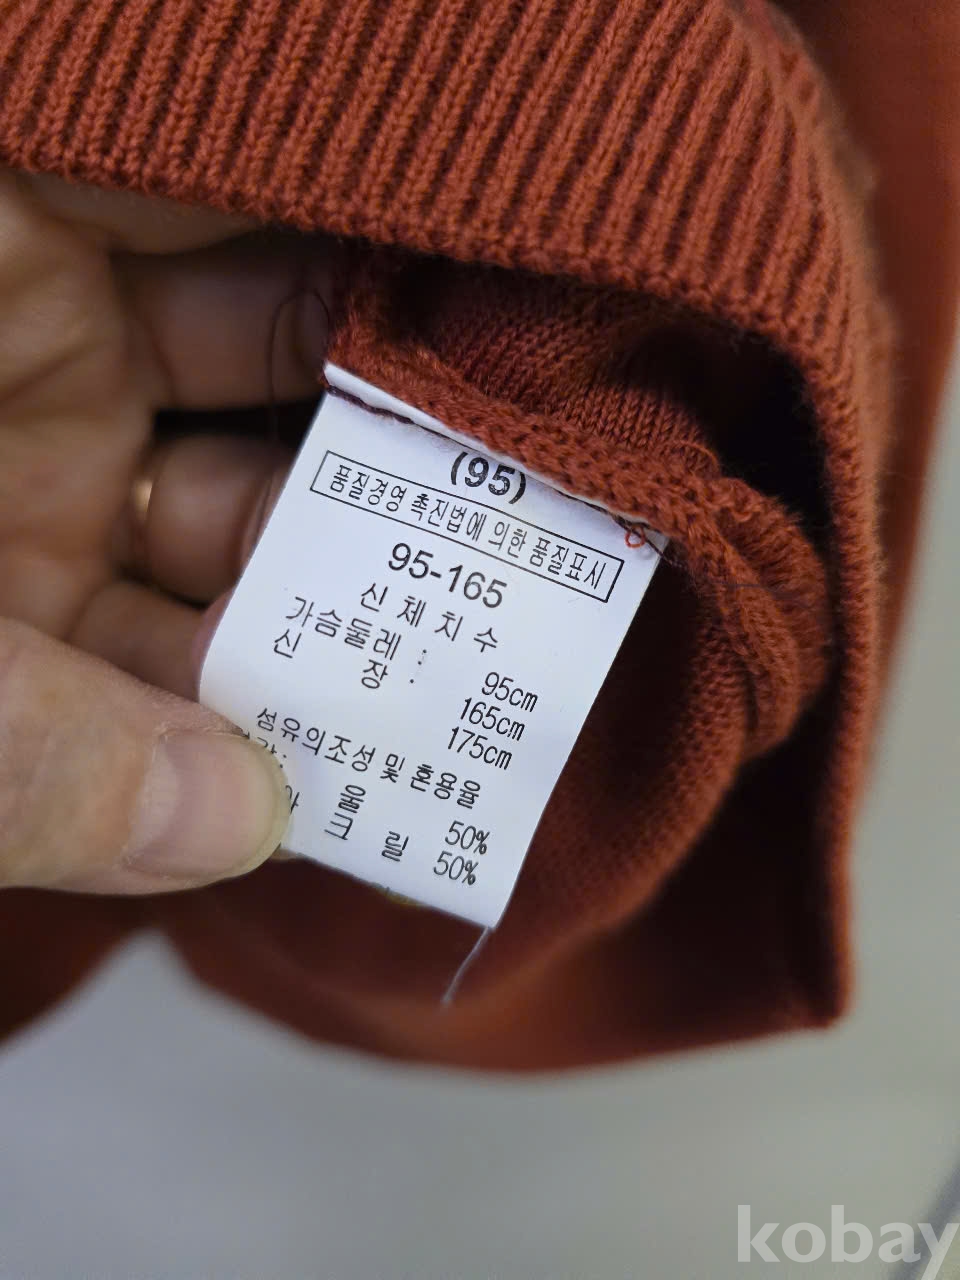 (95)
품질경영 촉진법에 의한 품질표시
95-165
신 체 치 수
가슴둘레 : 95cm
신 장 : 165cm
175cm
섬유의조성 및 혼용율
울 50%
크 릴 50%
kobay